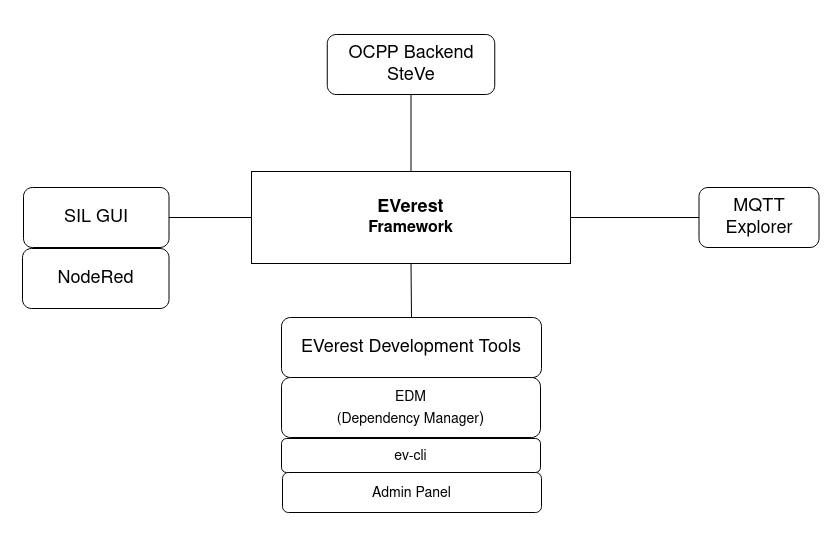 OCPP Backend
SteVe
SIL GUI
NodeRed
EVerest
Framework
MQTT
Explorer
EVerest Development Tools
EDM
(Dependency Manager)
ev-cli
Admin Panel